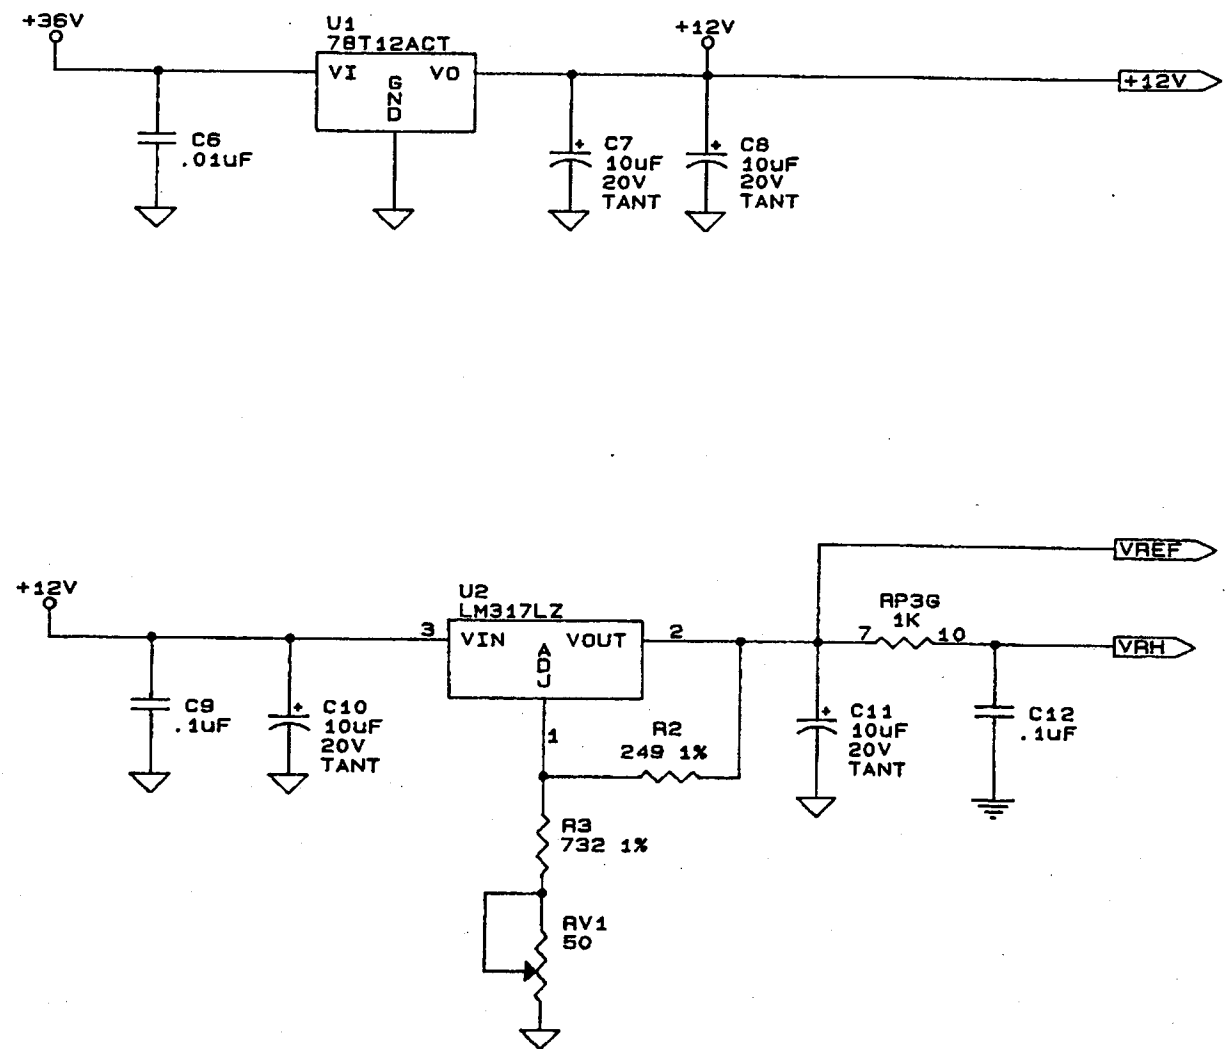 +36V
U1
78T12ACT
VI
VO
GND
C6
.01uF
+12V
C7
10uF
20V
TANT
C8
10uF
20V
TANT
+12V
+12V
U2
LM317LZ
3
VIN
VOUT
ADJ
2
1
C9
.1uF
C10
10uF
20V
TANT
R2
249 1%
R3
732 1%
RV1
50
VREF
RP3G
1K
7
10
VRH
C11
10uF
20V
TANT
C12
.1uF